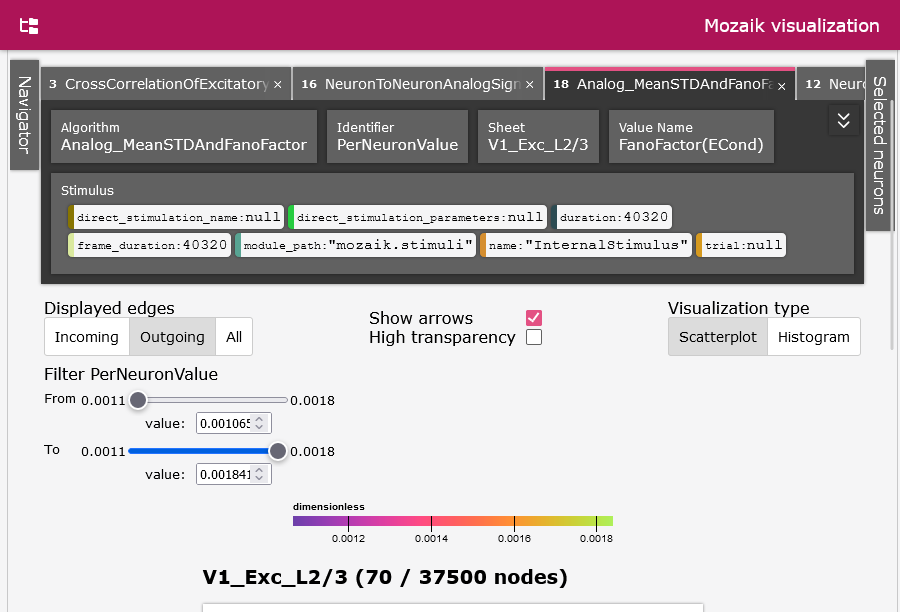 Mozaik visualization
Navigator
3 CrossCorrelationOfExcitatory ×
16 NeuronToNeuronAnalogSign ×
18 Analog_MeanSTDAndFanoFa ×
12 Neuro
Selected neurons
Algorithm
Analog_MeanSTDAndFanoFactor
Identifier
PerNeuronValue
Sheet
V1_Exc_L2/3
Value Name
FanoFactor(ECond)
Stimulus
direct_stimulation_name:null direct_stimulation_parameters:null duration:40320
frame_duration:40320 module_path:"mozaik.stimuli" name:"InternalStimulus" trial:null
Displayed edges
Incoming Outgoing All
Show arrows
High transparency
Visualization type
Scatterplot Histogram
Filter PerNeuronValue
From 0.0011 0.0018
value: 0.001065
To 0.0011 0.0018
value: 0.001841
dimensionless
0.0012 0.0014 0.0016 0.0018
V1_Exc_L2/3 (70 / 37500 nodes)